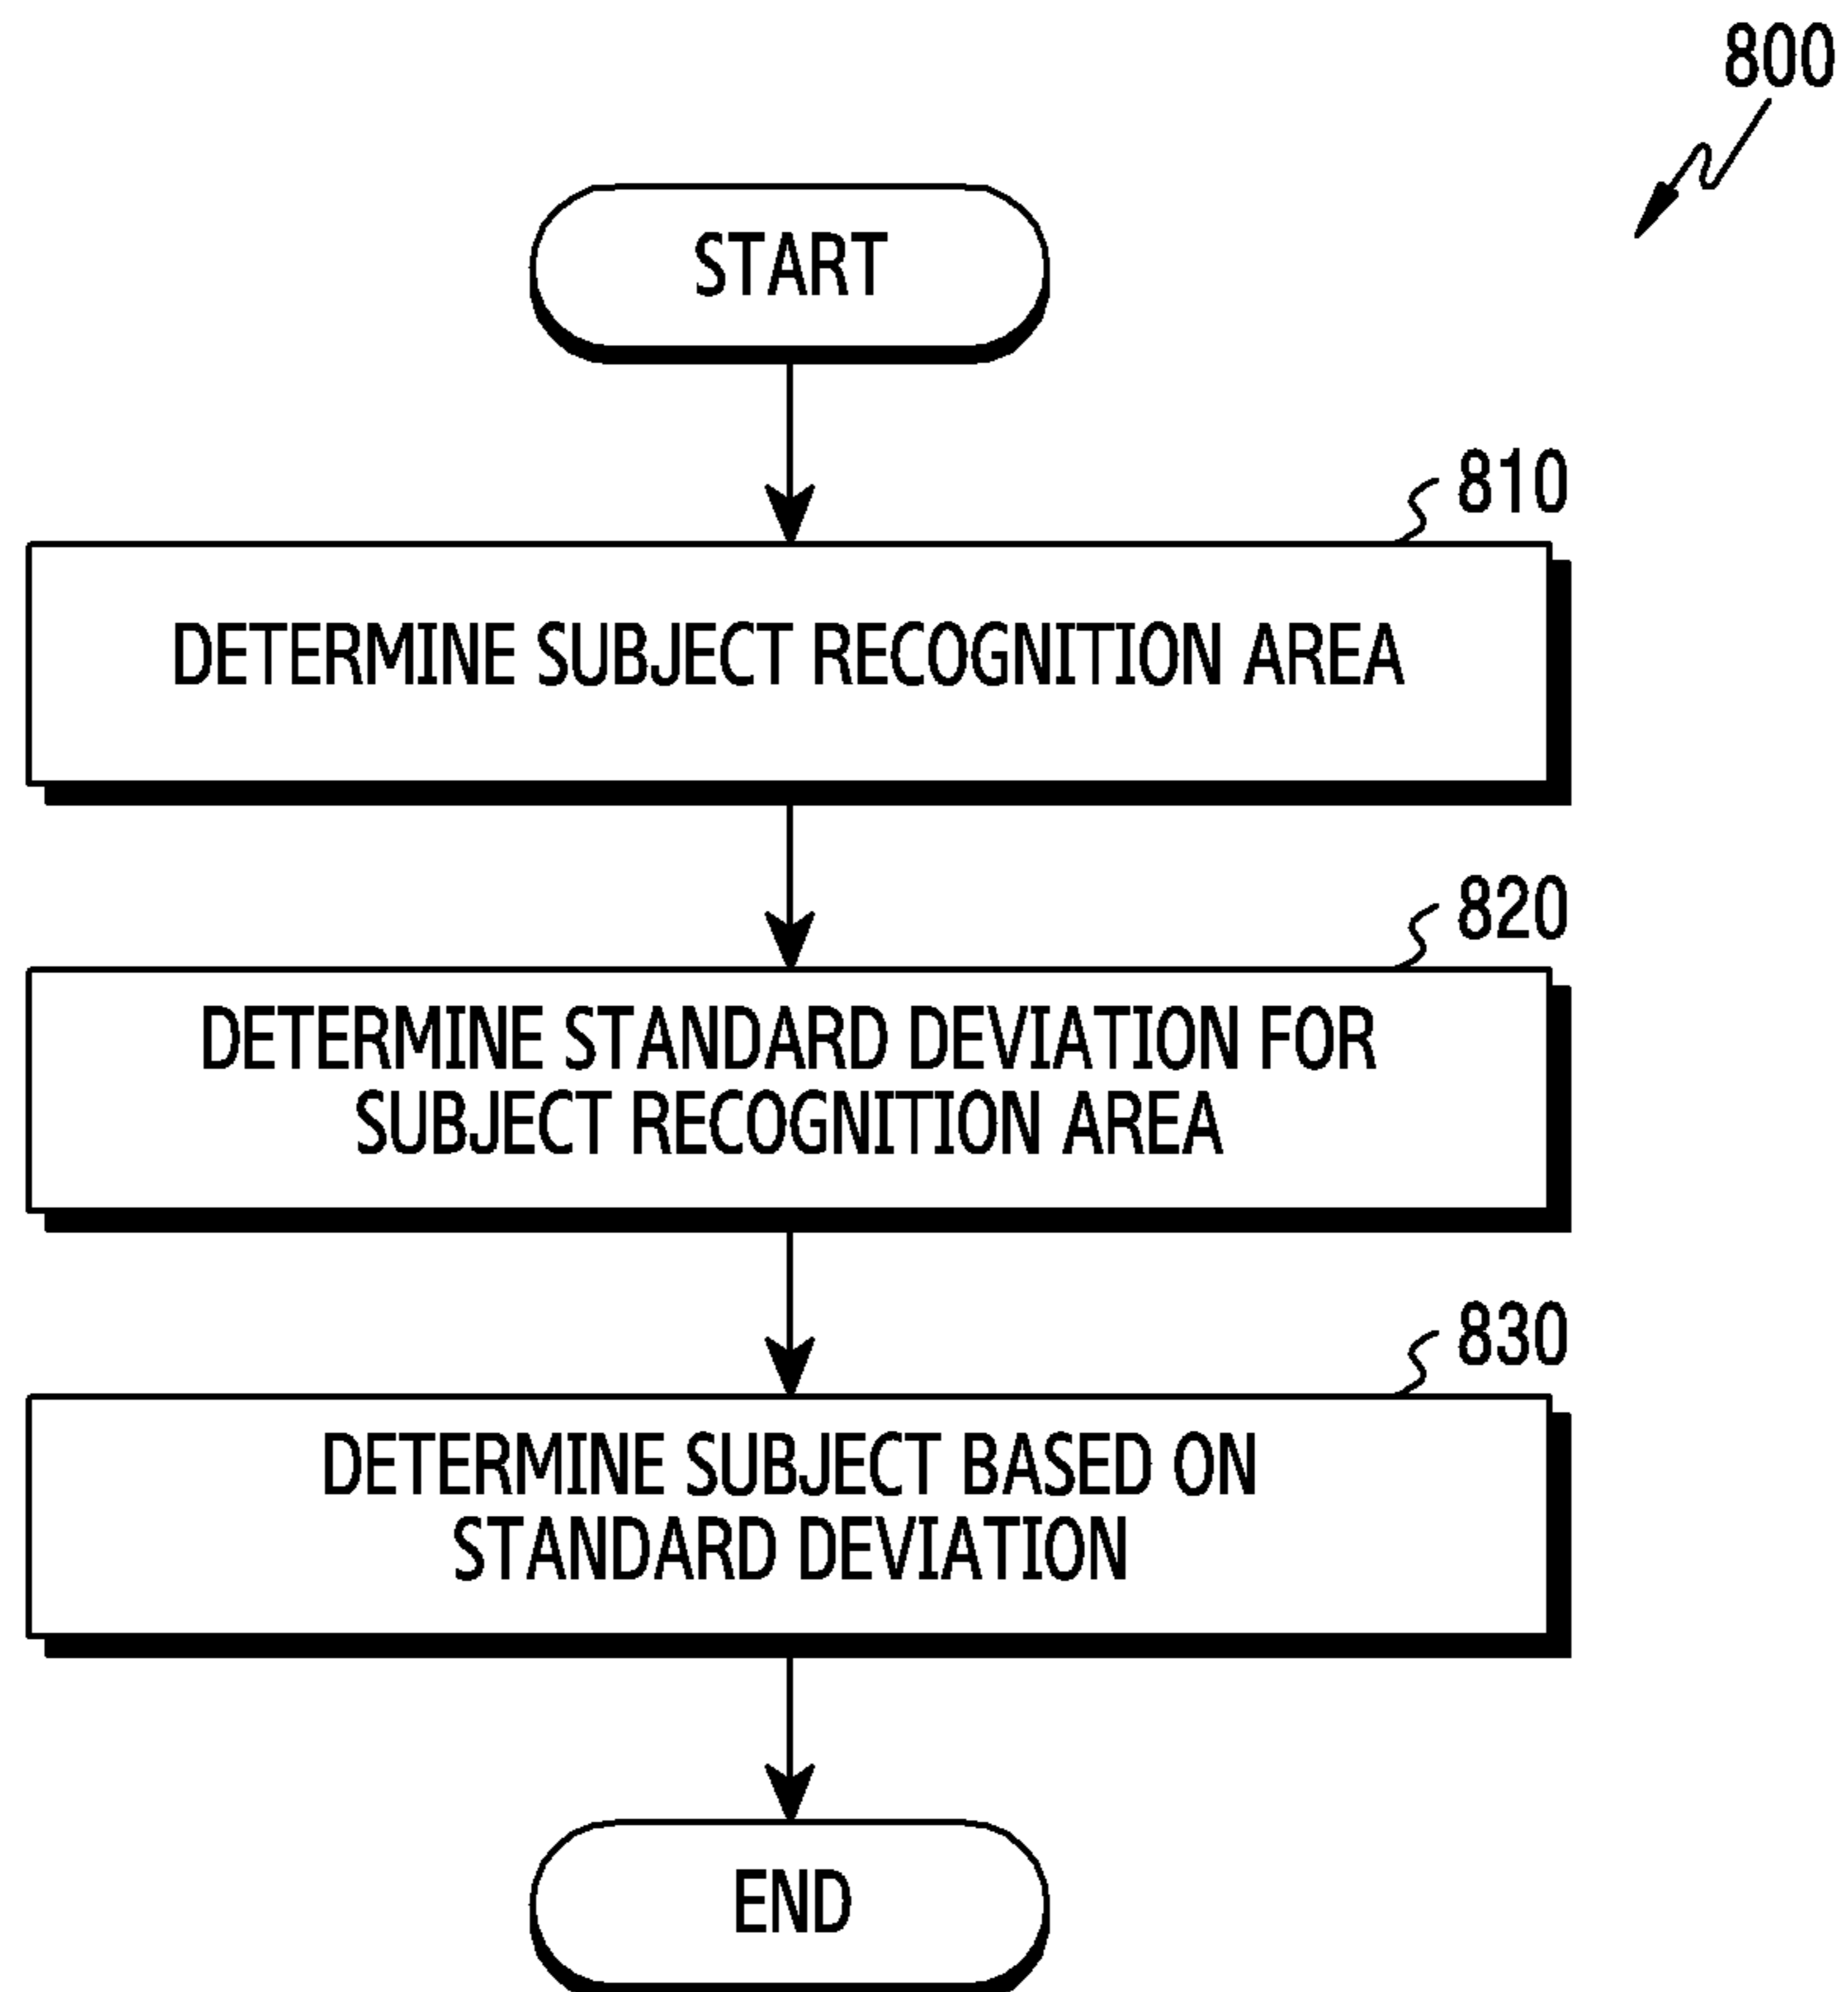 800
START
810
DETERMINE SUBJECT RECOGNITION AREA
820
DETERMINE STANDARD DEVIATION FOR
SUBJECT RECOGNITION AREA
830
DETERMINE SUBJECT BASED ON
STANDARD DEVIATION
END